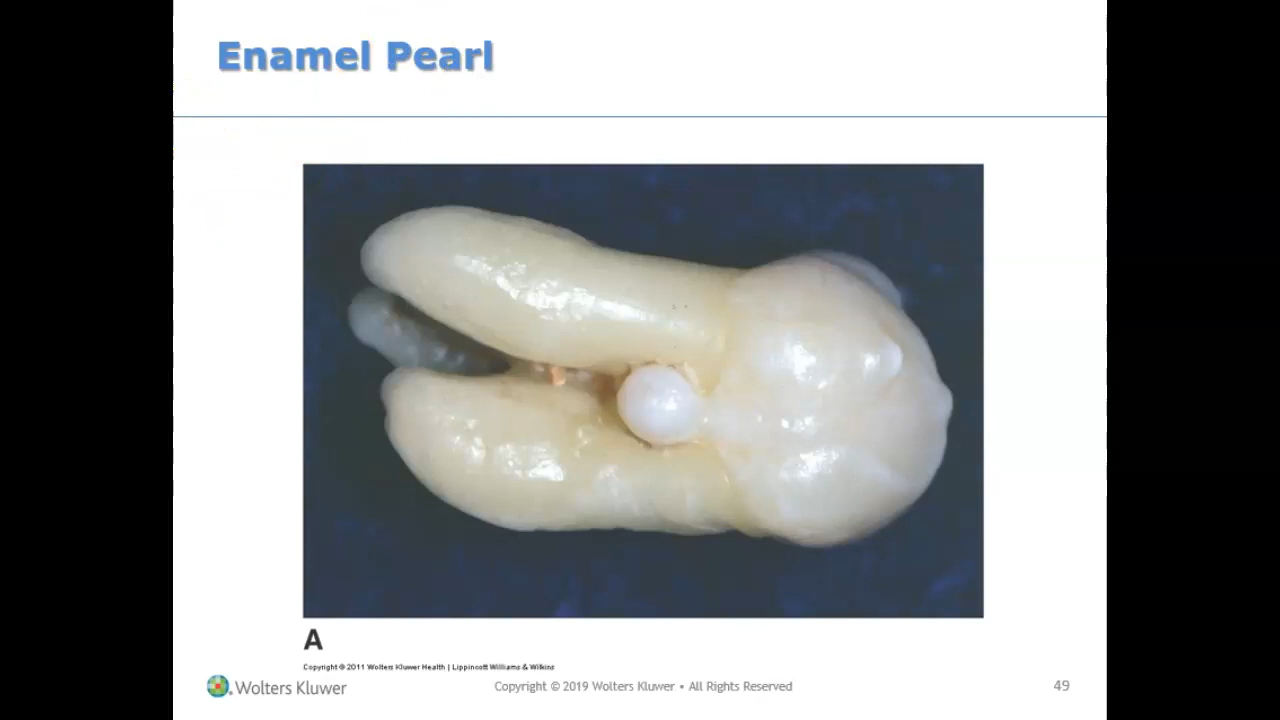 Enamel Pearl
A
Copyright © 2011 Wolters Kluwer Health | Lippincott Williams & Wilkins
Wolters Kluwer
Copyright © 2019 Wolters Kluwer • All Rights Reserved
49